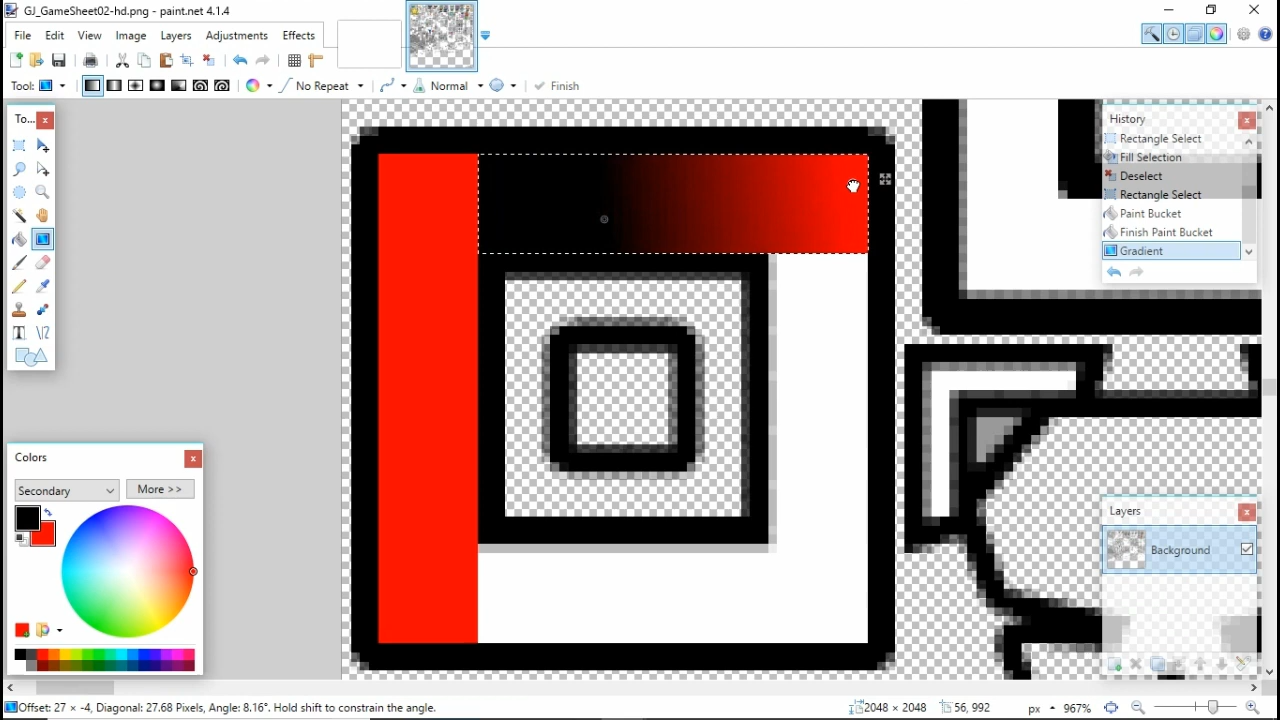 GJ_GameSheet02-hd.png - paint.net 4.1.4
File Edit View Image Layers Adjustments Effects
Tool: No Repeat Normal Finish
To... x
History x
Rectangle Select
Fill Selection
Deselect
Rectangle Select
Paint Bucket
Finish Paint Bucket
Gradient
Colors x
Secondary More >>
Layers x
Background
Offset: 27 × -4, Diagonal: 27.68 Pixels, Angle: 8.16°. Hold shift to constrain the angle. 2048 × 2048 56, 992 px 967%